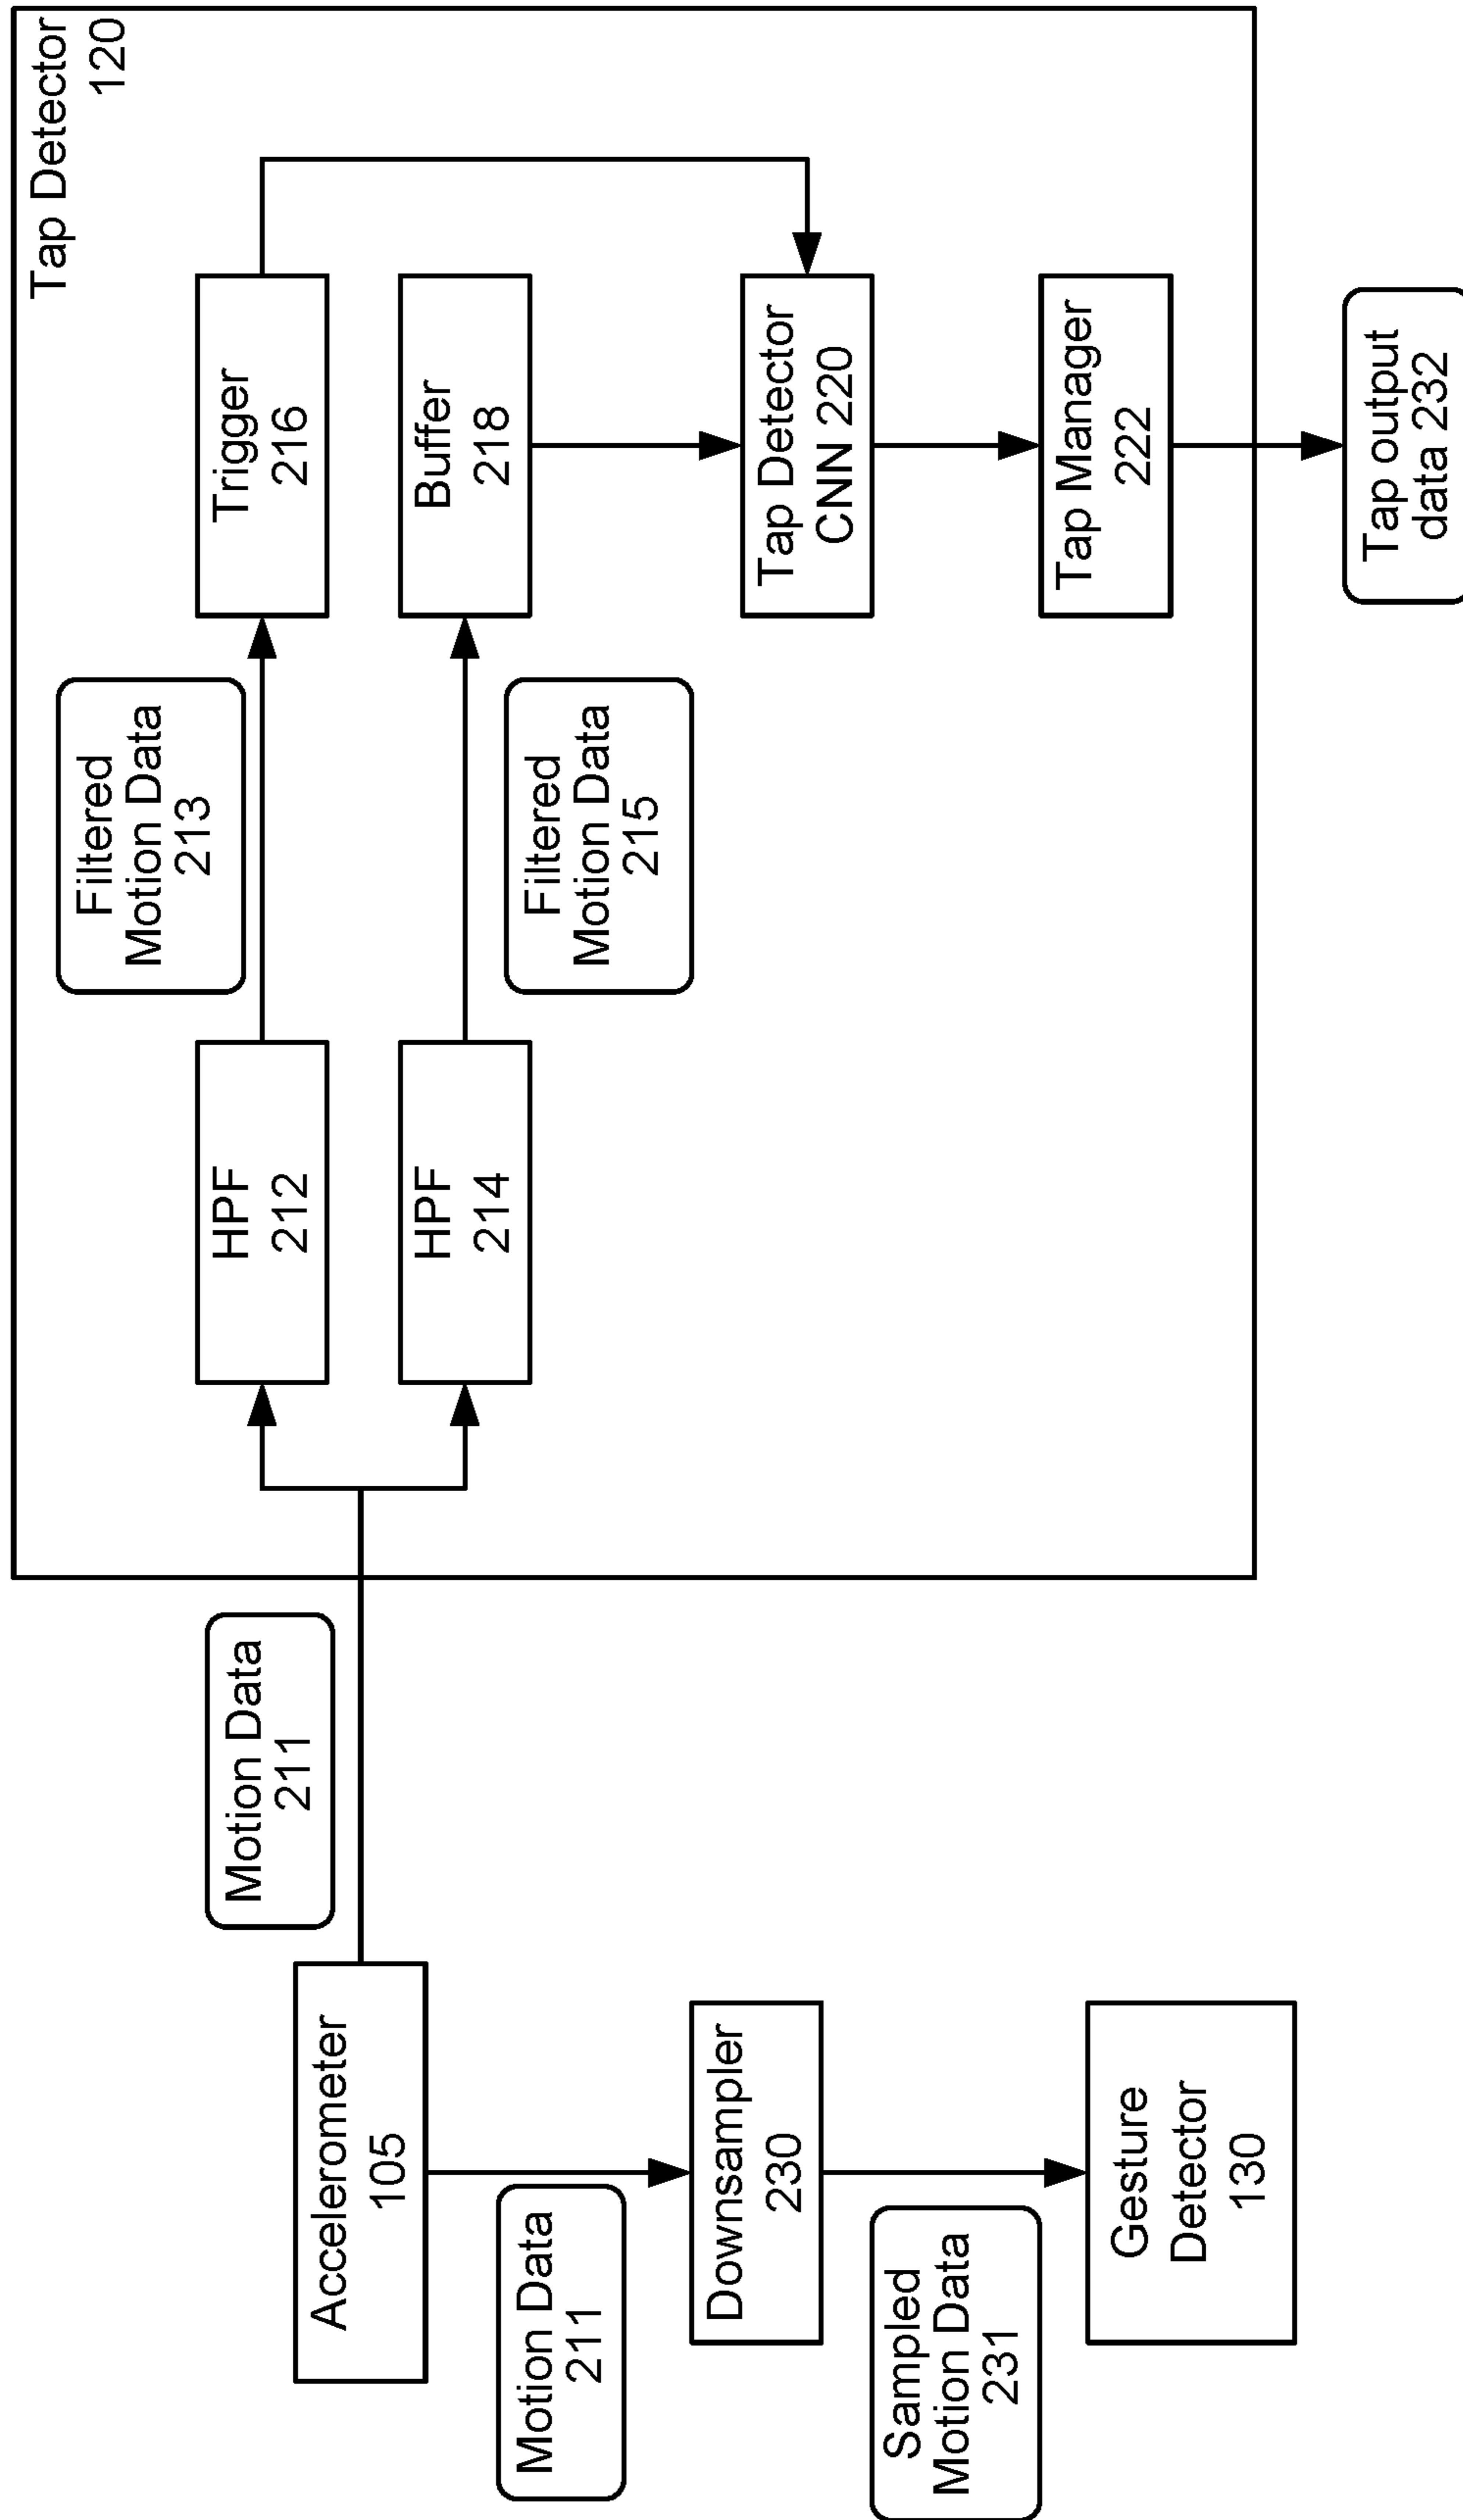 Tap Detector
120
Accelerometer
105
Motion Data
211
HPF
212
Filtered
Motion Data
213
Trigger
216
HPF
214
Filtered
Motion Data
215
Buffer
218
Motion Data
211
Downsampler
230
Tap Detector
CNN 220
Sampled
Motion Data
231
Tap Manager
222
Gesture
Detector
130
Tap output
data 232